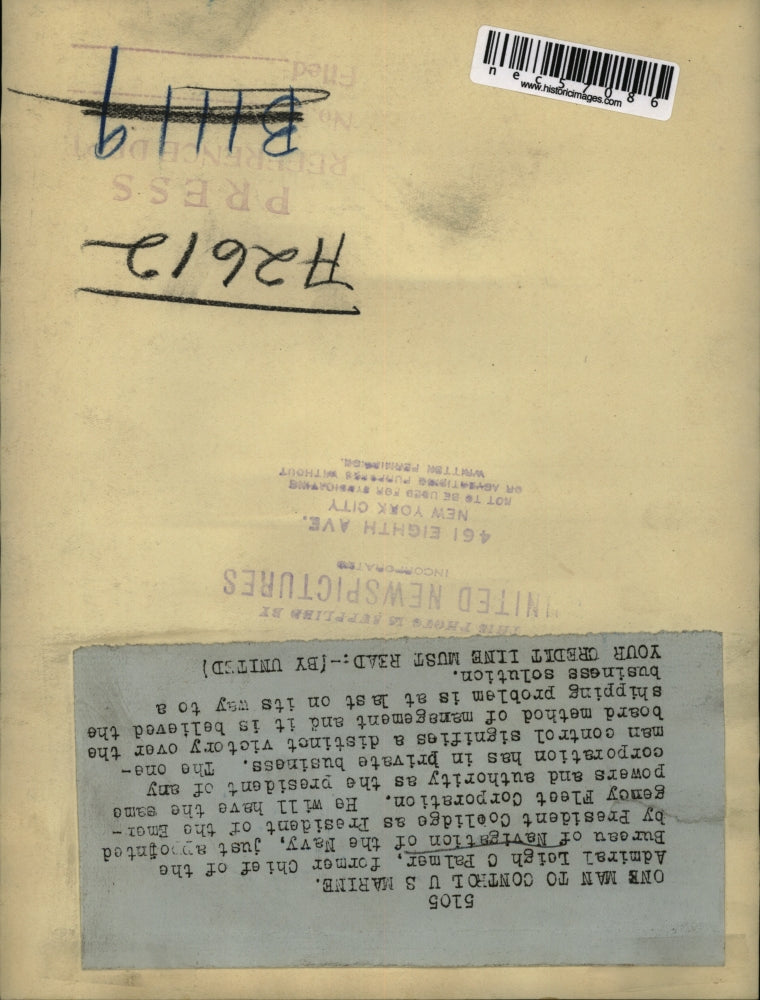 5105
ONE MAN TO CONTROL U S MARINE.
Admiral Leigh C Palmer, former Chief of the
Bureau of Navigation of the Navy, just appointed
by President Coolidge as President of the Emer-
gency Fleet Corporation. He will have the same
powers and authority as the president of any
corporation has in private business. The one-
man control signifies a distinct victory over the
board method of management and it is believed the
shipping problem is at last on its way to a
business solution.
YOUR CREDIT LINE MUST READ:-(BY UNITED)
THIS PHOTO IS SUPPLIED BY
UNITED NEWSPICTURES
INCORPORATED
461 EIGHTH AVE.
NEW YORK CITY
NOT TO BE USED FOR SYNDICATING
OR ADVERTISING PURPOSES WITHOUT
WRITTEN PERMISSION.
A2612
PRESS
REFERENCE DEPT
No.
B1119
Filed
nec57086
www.historicimages.com